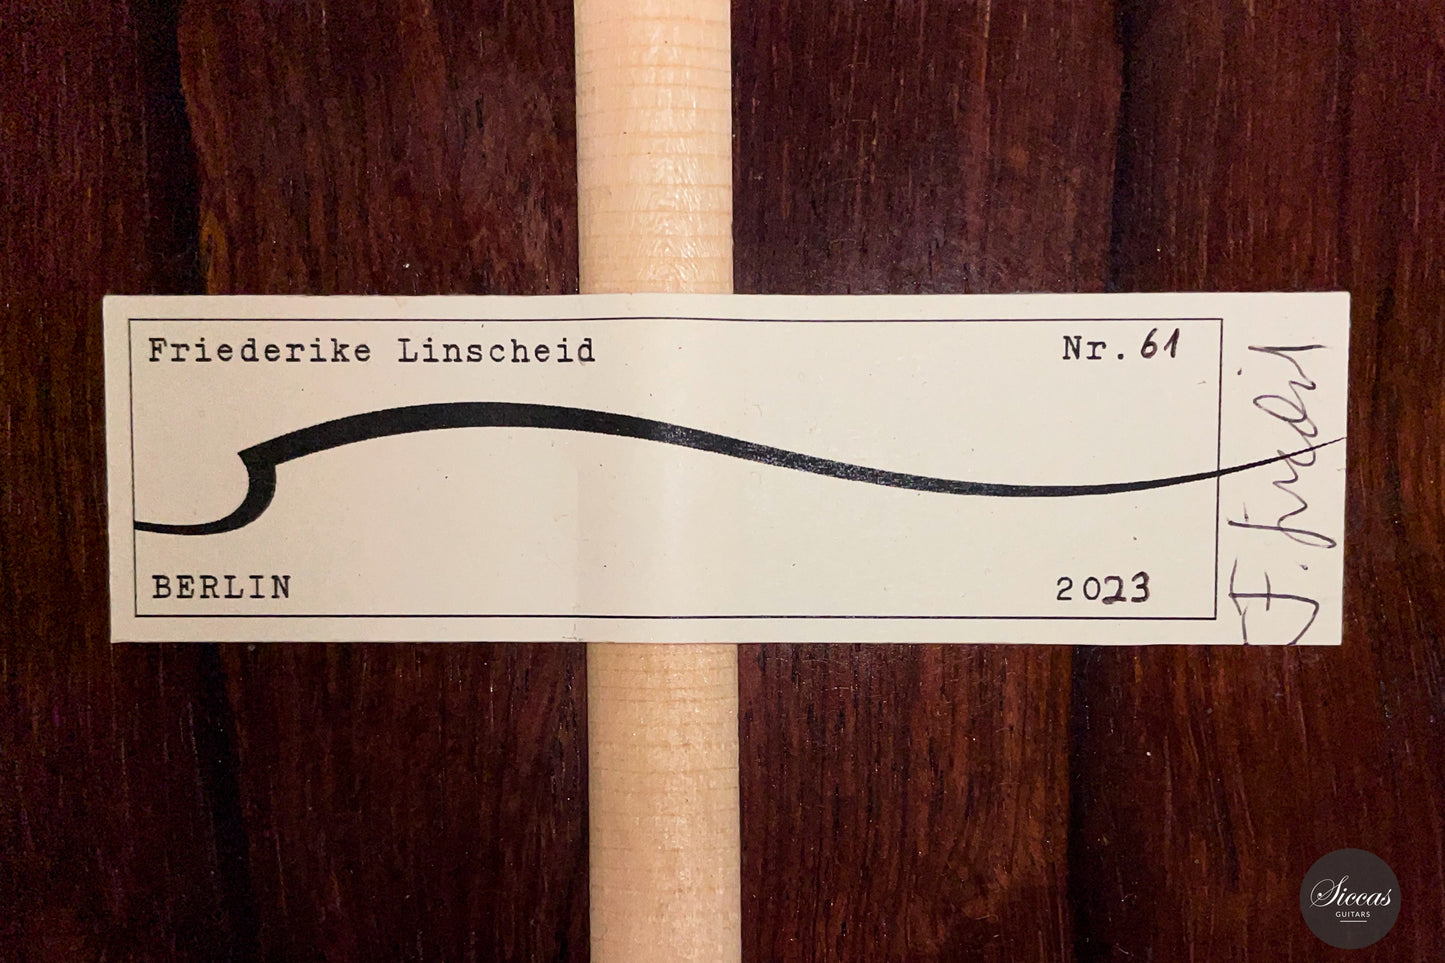 Friederike Linscheid
Nr. 61
BERLIN
2023
F.
Siccas
GUITARS